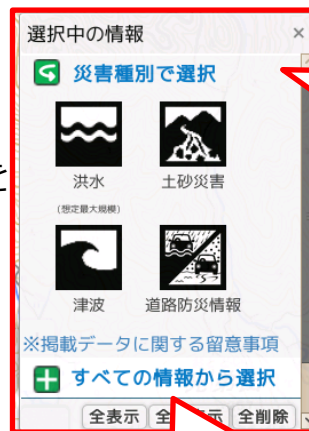 選択中の情報 ×
災害種別で選択
を
洪水 土砂災害
(想定最大規模)
津波 道路防災情報
※掲載データに関する留意事項
すべての情報から選択
全表示 全 示 全削除